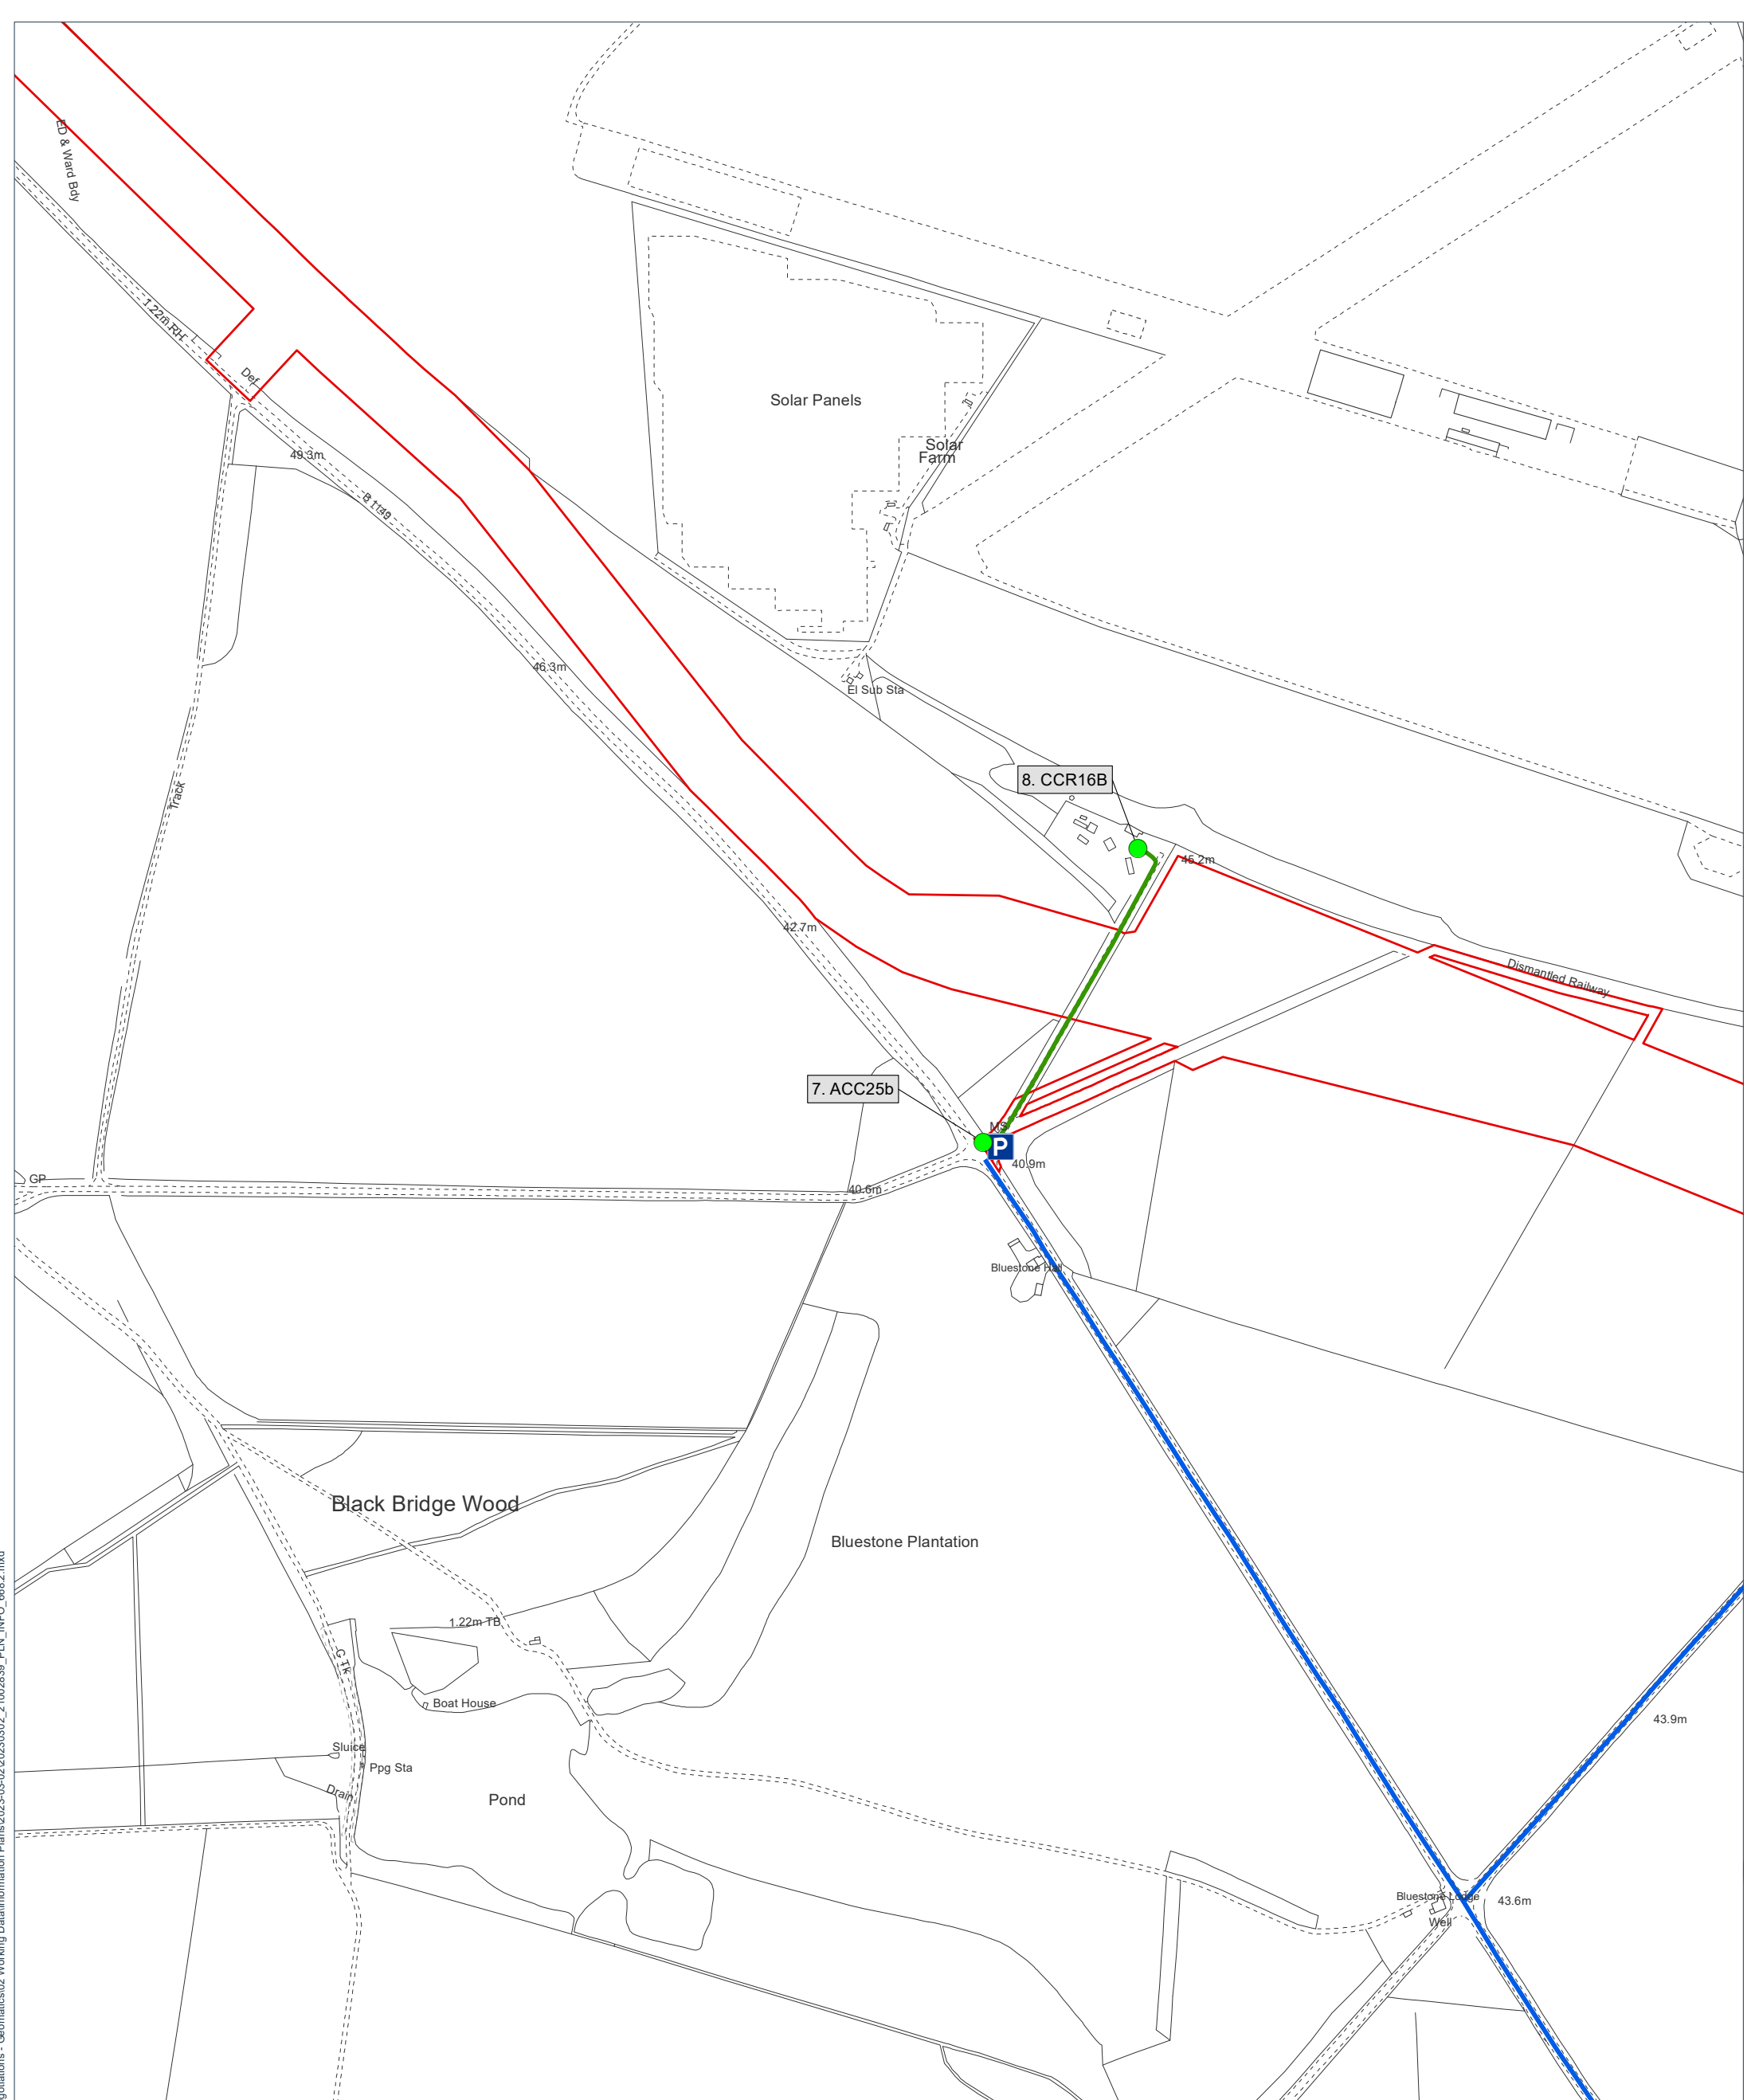 ED & Ward Bdy
1.22m RH
Def
Solar Panels
Solar
Farm
49.3m
B 1149
46.3m
El Sub Sta
8. CCR16B
Track
45.2m
42.7m
Dismantled Railway
7. ACC25b
MS
P
40.9m
GP
40.6m
Bluestone Hall
Black Bridge Wood
Bluestone Plantation
1.22m TB
C Tk
Boat House
43.9m
Sluice
Ppg Sta
Drain
Pond
Bluestone Lodge
43.6m
Well